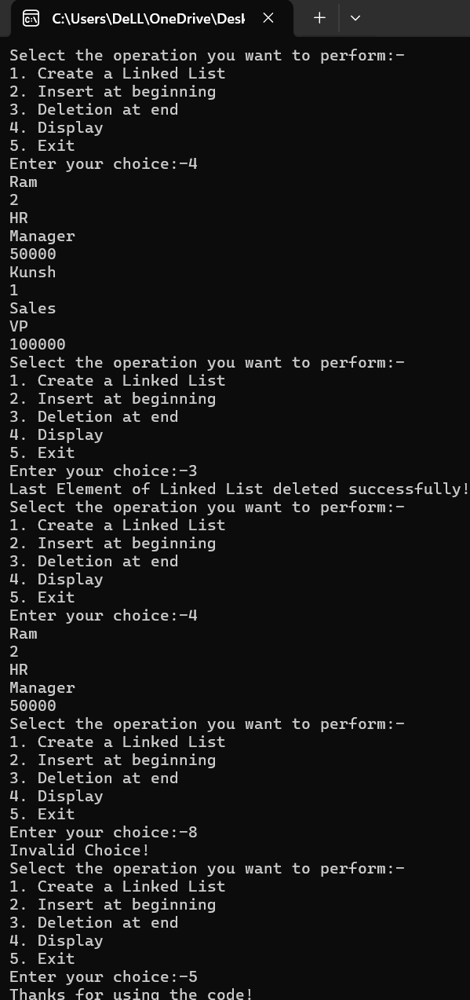 C:\Users\DeLL\OneDrive\Desk
Select the operation you want to perform:-
1. Create a Linked List
2. Insert at beginning
3. Deletion at end
4. Display
5. Exit
Enter your choice:-4
Ram
2
HR
Manager
50000
Kunsh
1
Sales
VP
100000
Select the operation you want to perform:-
1. Create a Linked List
2. Insert at beginning
3. Deletion at end
4. Display
5. Exit
Enter your choice:-3
Last Element of Linked List deleted successfully!
Select the operation you want to perform:-
1. Create a Linked List
2. Insert at beginning
3. Deletion at end
4. Display
5. Exit
Enter your choice:-4
Ram
2
HR
Manager
50000
Select the operation you want to perform:-
1. Create a Linked List
2. Insert at beginning
3. Deletion at end
4. Display
5. Exit
Enter your choice:-8
Invalid Choice!
Select the operation you want to perform:-
1. Create a Linked List
2. Insert at beginning
3. Deletion at end
4. Display
5. Exit
Enter your choice:-5
Thanks for using the code!